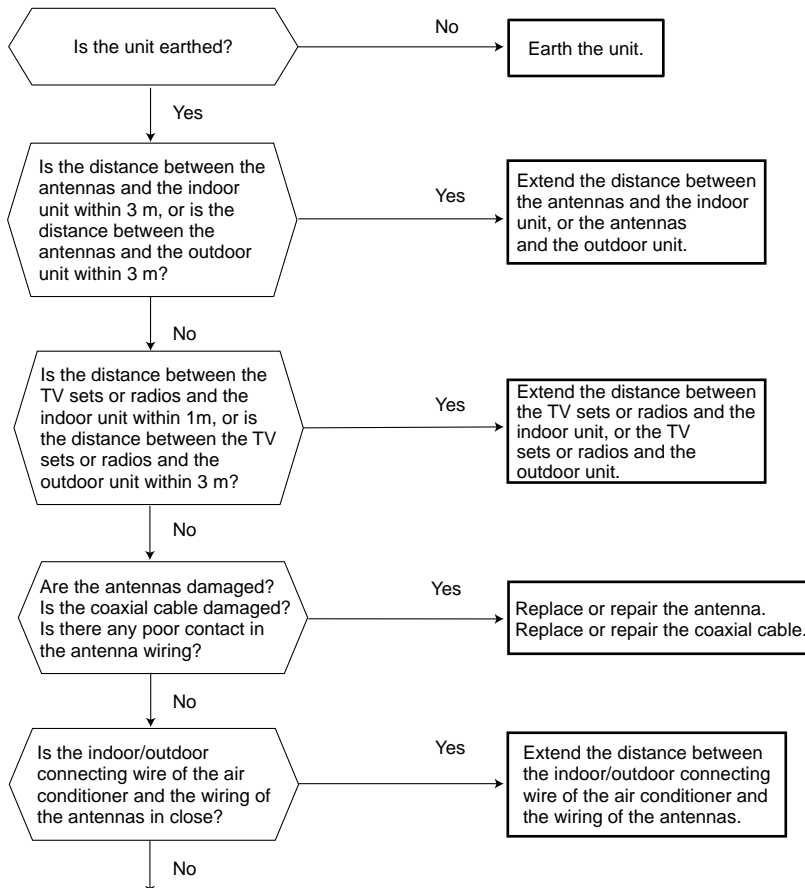 Is the unit earthed?
No
Earth the unit.
Yes
Is the distance between the
antennas and the indoor
unit within 3 m, or is the
distance between the
antennas and the outdoor
unit within 3 m?
Yes
Extend the distance between
the antennas and the indoor
unit, or the antennas
and the outdoor unit.
No
Is the distance between the
TV sets or radios and the
indoor unit within 1m, or is
the distance between the TV
sets or radios and the
outdoor unit within 3 m?
Yes
Extend the distance between
the TV sets or radios and the
indoor unit, or the TV
sets or radios and the
outdoor unit.
No
Are the antennas damaged?
Is the coaxial cable damaged?
Is there any poor contact in
the antenna wiring?
Yes
Replace or repair the antenna.
Replace or repair the coaxial cable.
No
Is the indoor/outdoor
connecting wire of the air
conditioner and the wiring of
the antennas in close?
Yes
Extend the distance between
the indoor/outdoor connecting
wire of the air conditioner and
the wiring of the antennas.
No